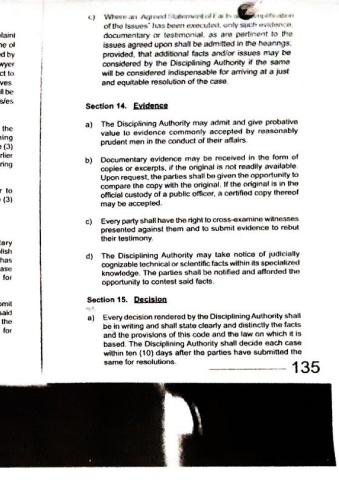 plaint
ne of
ed by
wyer
ct to
ves
ll be
s/es
the
ning
e (3)
rlier
ring
r to
(3)
tary
lish
has
ase
for
omit
said
the
for
c) Where an Agreed Statement of Facts and Simplification
of the Issues" has been executed, only such evidence,
documentary or testimonial, as are pertinent to the
issues agreed upon shall be admitted in the hearings;
provided, that additional facts and/or issues may be
considered by the Disciplining Authority if the same
will be considered indispensable for arriving at a just
and equitable resolution of the case.
Section 14. Evidence
a) The Disciplining Authority may admit and give probative
value to evidence commonly accepted by reasonably
prudent men in the conduct of their affairs.
b) Documentary evidence may be received in the form of
copies or excerpts, if the original is not readily available.
Upon request, the parties shall be given the opportunity to
compare the copy with the original. If the original is in the
official custody of a public officer, a certified copy thereof
may be accepted.
c) Every party shall have the right to cross-examine witnesses
presented against them and to submit evidence to rebut
their testimony.
d) The Disciplining Authority may take notice of judicially
cognizable technical or scientific facts within its specialized
knowledge. The parties shall be notified and afforded the
opportunity to contest said facts.
Section 15. Decision
a) Every decision rendered by the Disciplining Authority shall
be in writing and shall state clearly and distinctly the facts
and the provisions of this code and the law on which it is
based. The Disciplining Authority shall decide each case
within ten (10) days after the parties have submitted the
same for resolutions.
135